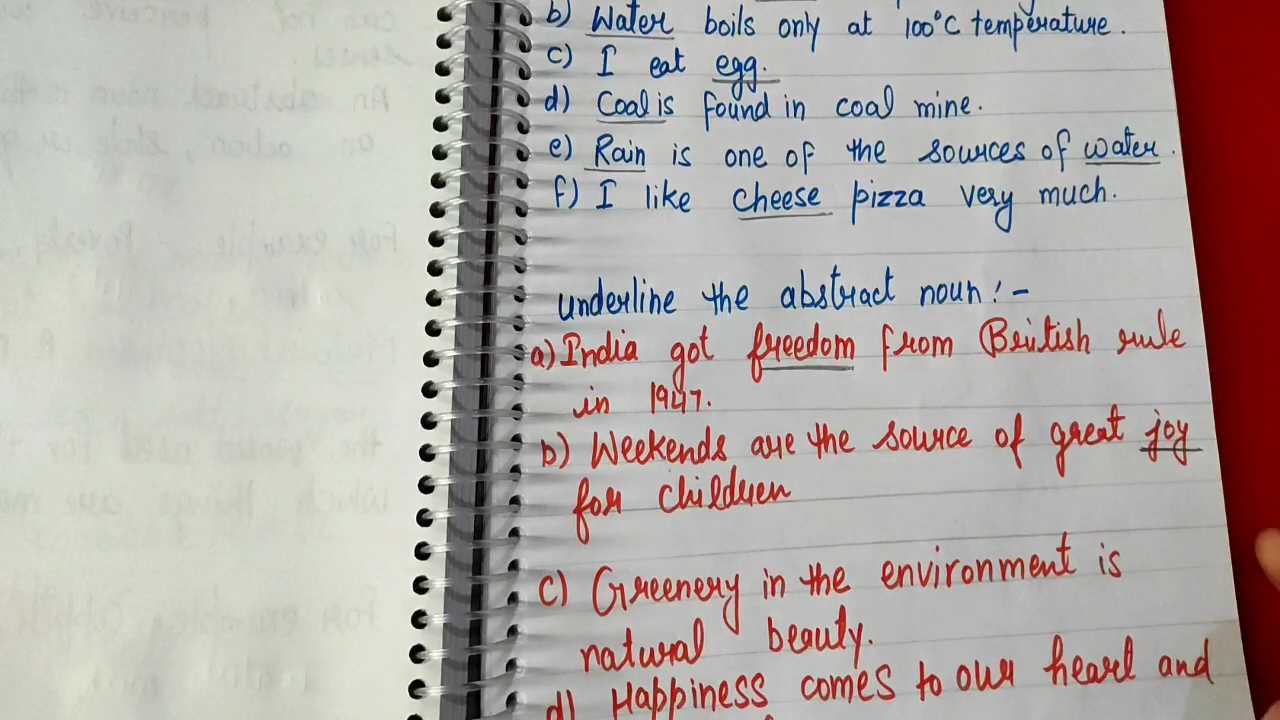 b) Water boils only at 100°C temperature.
c) I eat egg.
d) Coal is found in coal mine.
e) Rain is one of the sources of water.
f) I like cheese pizza very much.
underline the abstract noun:-
a) India got freedom from British rule
in 1947.
b) Weekends are the source of great joy
for children
c) Greenery in the environment is
natural beauty.
d) Happiness comes to our heart and